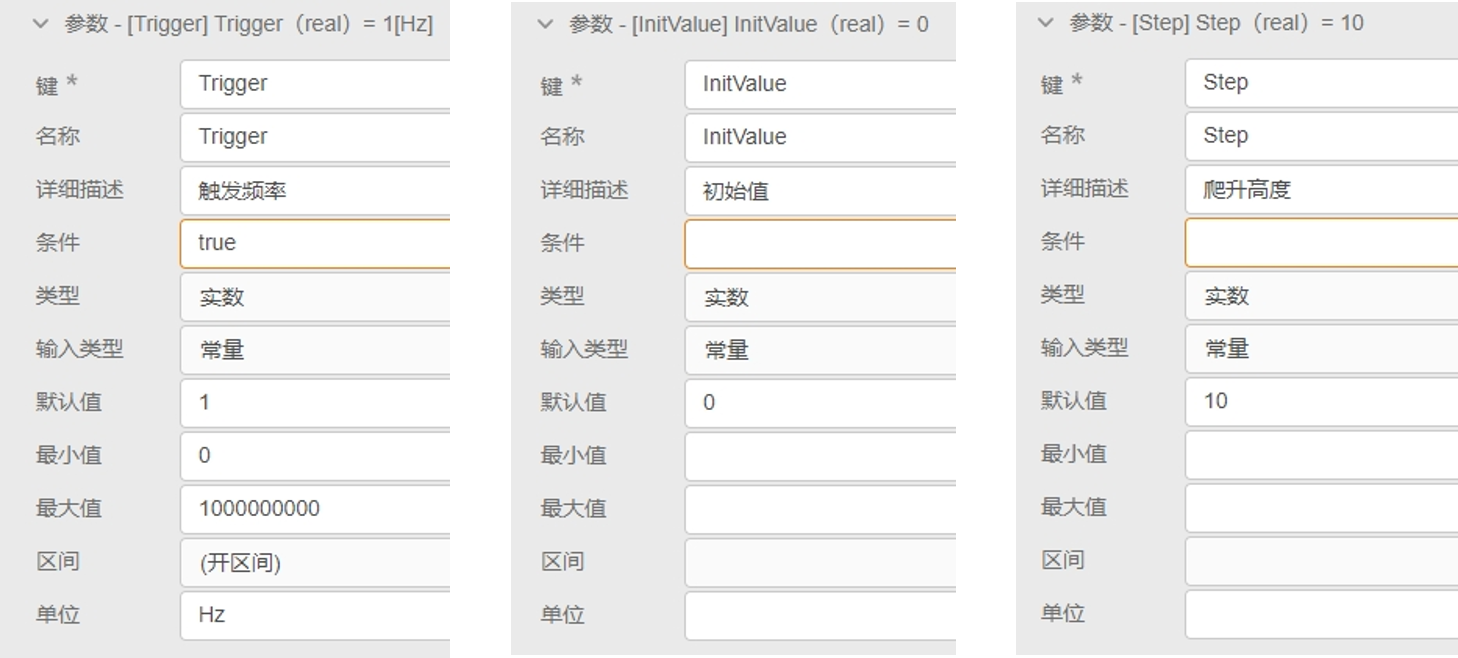 参数 - [Trigger] Trigger（real）= 1[Hz]
键 *
Trigger
名称
Trigger
详细描述
触发频率
条件
true
类型
实数
输入类型
常量
默认值
1
最小值
0
最大值
1000000000
区间
(开区间)
单位
Hz
参数 - [InitValue] InitValue（real）= 0
键 *
InitValue
名称
InitValue
详细描述
初始值
条件
类型
实数
输入类型
常量
默认值
0
最小值
最大值
区间
单位
参数 - [Step] Step（real）= 10
键 *
Step
名称
Step
详细描述
爬升高度
条件
类型
实数
输入类型
常量
默认值
10
最小值
最大值
区间
单位